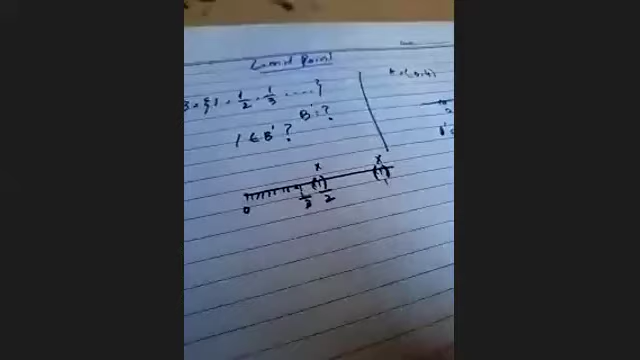 Limit Point
B = { 1, 1/2, 1/3 ..... }
B' = ?
1 ∈ B' ?
x x
0 1/3 1/2 1